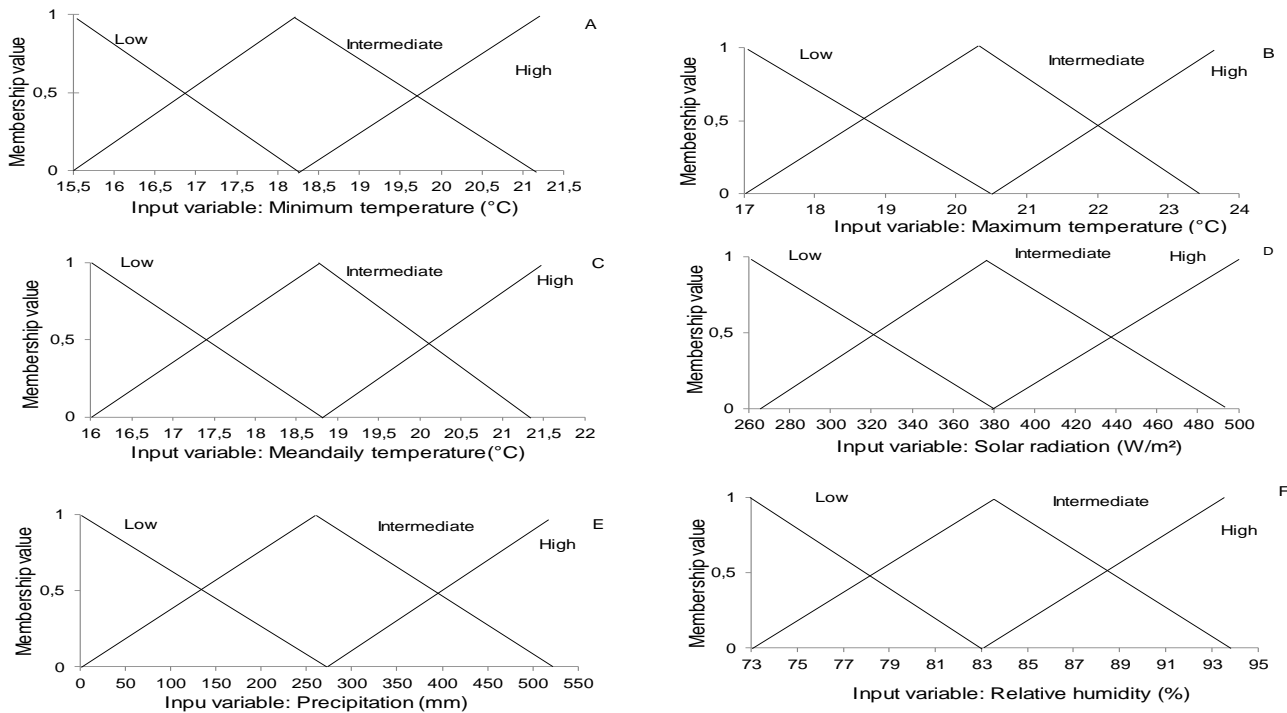 1
0,5
0
Membership value
Low
Intermediate
High
A
15,5 16 16,5 17 17,5 18 18,5 19 19,5 20 20,5 21 21,5
Input variable: Minimum temperature (°C)
1
0,5
0
Membership value
Low
Intermediate
High
B
17 18 19 20 21 22 23 24
Input variable: Maximum temperature (°C)
1
0,5
0
Membership value
Low
Intermediate
High
C
16 16,5 17 17,5 18 18,5 19 19,5 20 20,5 21 21,5 22
Input variable: Meandaily temperature(°C)
1
0,5
0
Membership value
Low
Intermediate
High
D
260 280 300 320 340 360 380 400 420 440 460 480 500
Input variable: Solar radiation (W/m²)
1
0,5
0
Membership value
Low
Intermediate
High
E
0 50 100 150 200 250 300 350 400 450 500 550
Inpu variable: Precipitation (mm)
1
0,5
0
Membership value
Low
Intermediate
High
F
73 75 77 79 81 83 85 87 89 91 93 95
Input variable: Relative humidity (%)